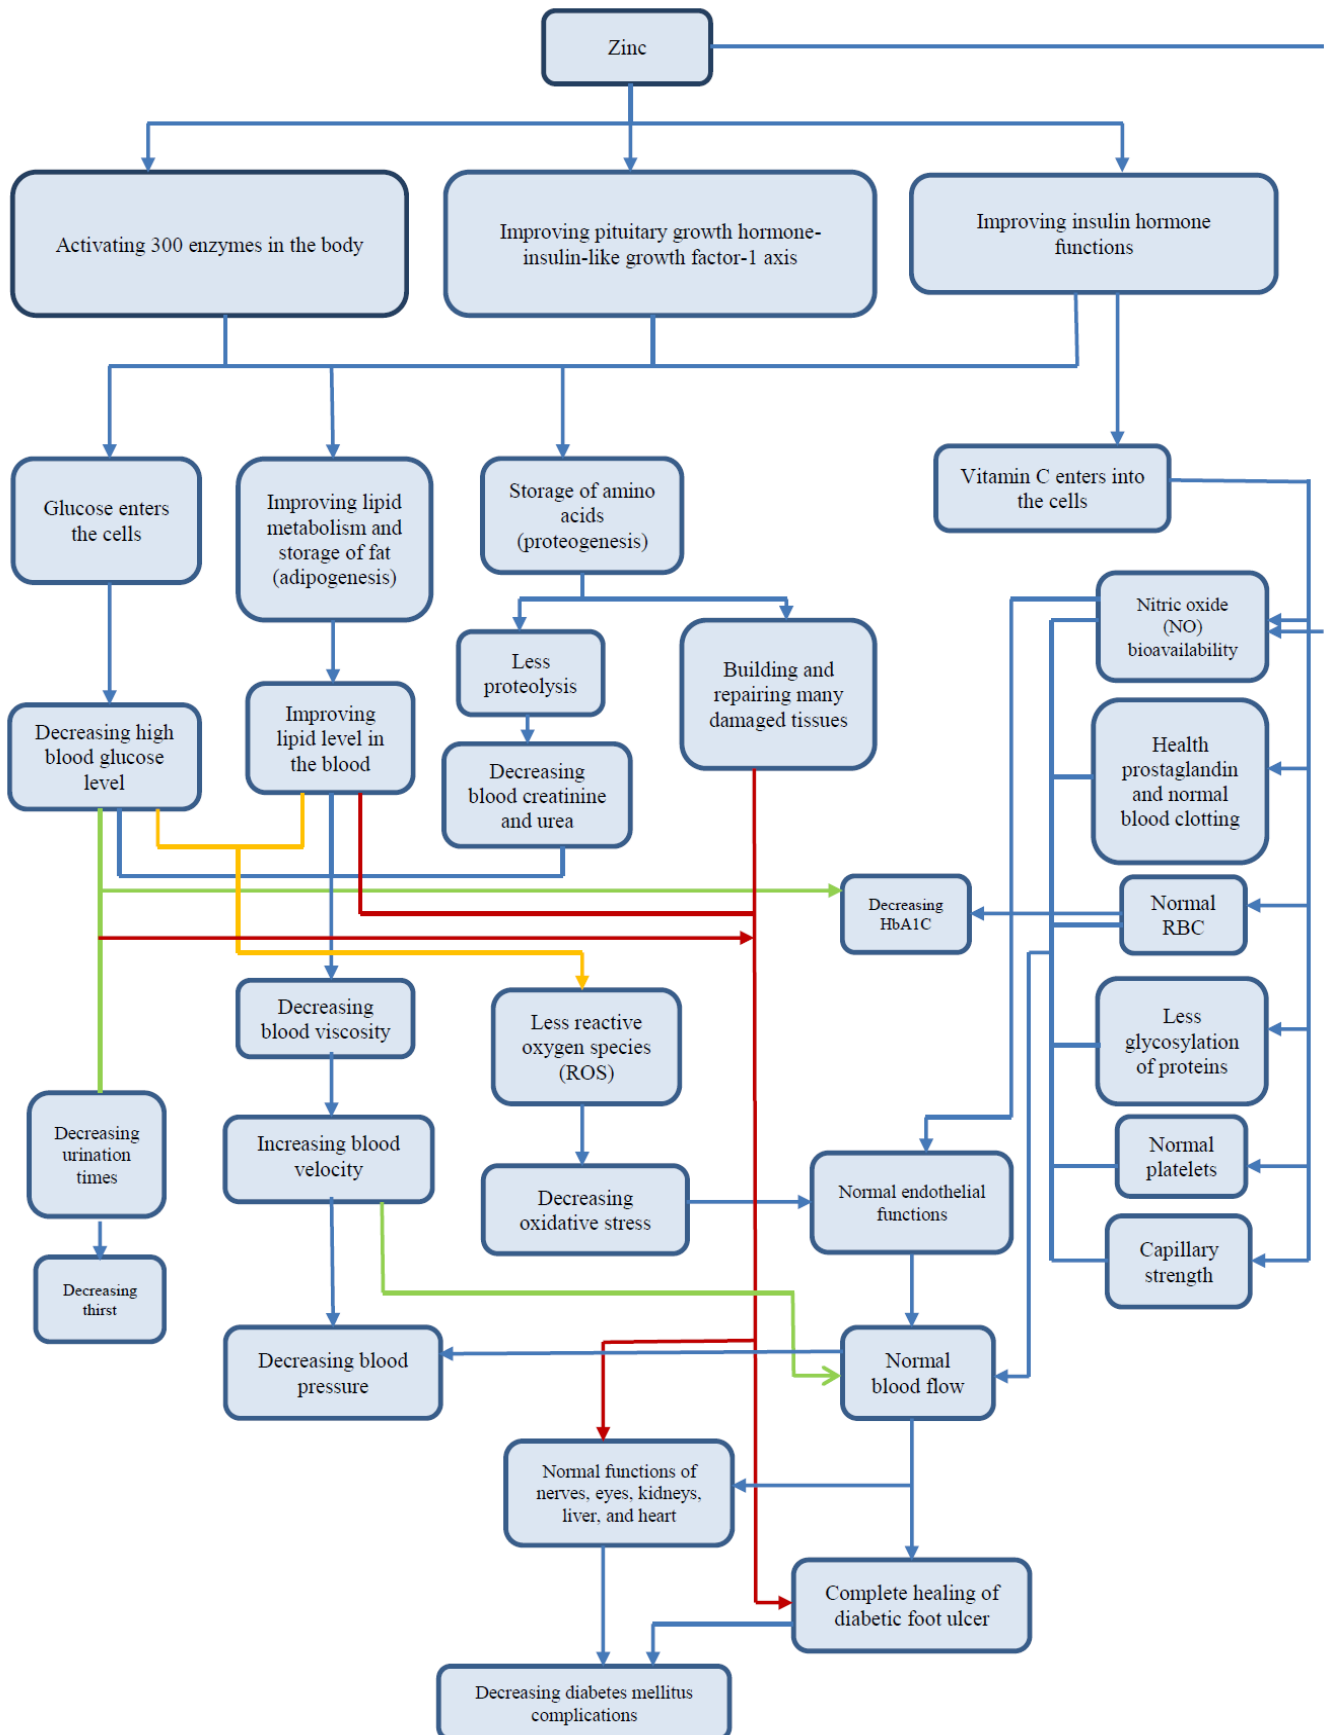 Zinc
Activating 300 enzymes in the body
Improving pituitary growth hormone-
insulin-like growth factor-1 axis
Improving insulin hormone
functions
Glucose enters
the cells
Improving lipid
metabolism and
storage of fat
(adipogenesis)
Storage of amino
acids
(proteogenesis)
Vitamin C enters into
the cells
Nitric oxide
(NO)
bioavailability
Less
proteolysis
Building and
repairing many
damaged tissues
Decreasing high
blood glucose
level
Improving
lipid level in
the blood
Decreasing
blood creatinine
and urea
Health
prostaglandin
and normal
blood clotting
Decreasing
HbA1C
Normal
RBC
Decreasing
blood viscosity
Less reactive
oxygen species
(ROS)
Less
glycosylation
of proteins
Decreasing
urination
times
Increasing blood
velocity
Decreasing
oxidative stress
Normal endothelial
functions
Normal
platelets
Capillary
strength
Decreasing
thirst
Decreasing blood
pressure
Normal
blood flow
Normal functions of
nerves, eyes, kidneys,
liver, and heart
Complete healing of
diabetic foot ulcer
Decreasing diabetes mellitus
complications